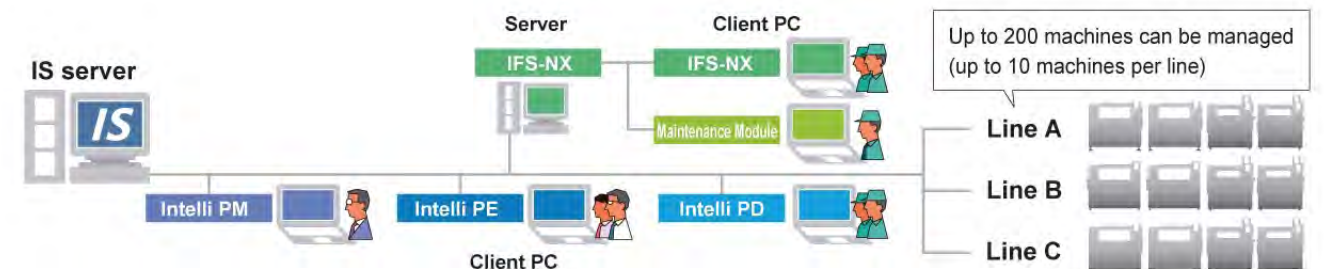 Server
Client PC
Up to 200 machines can be managed
(up to 10 machines per line)
IS server
IS
IFS-NX
IFS-NX
Maintenance Module
Line A
Line B
Line C
Intelli PM
Intelli PE
Intelli PD
Client PC